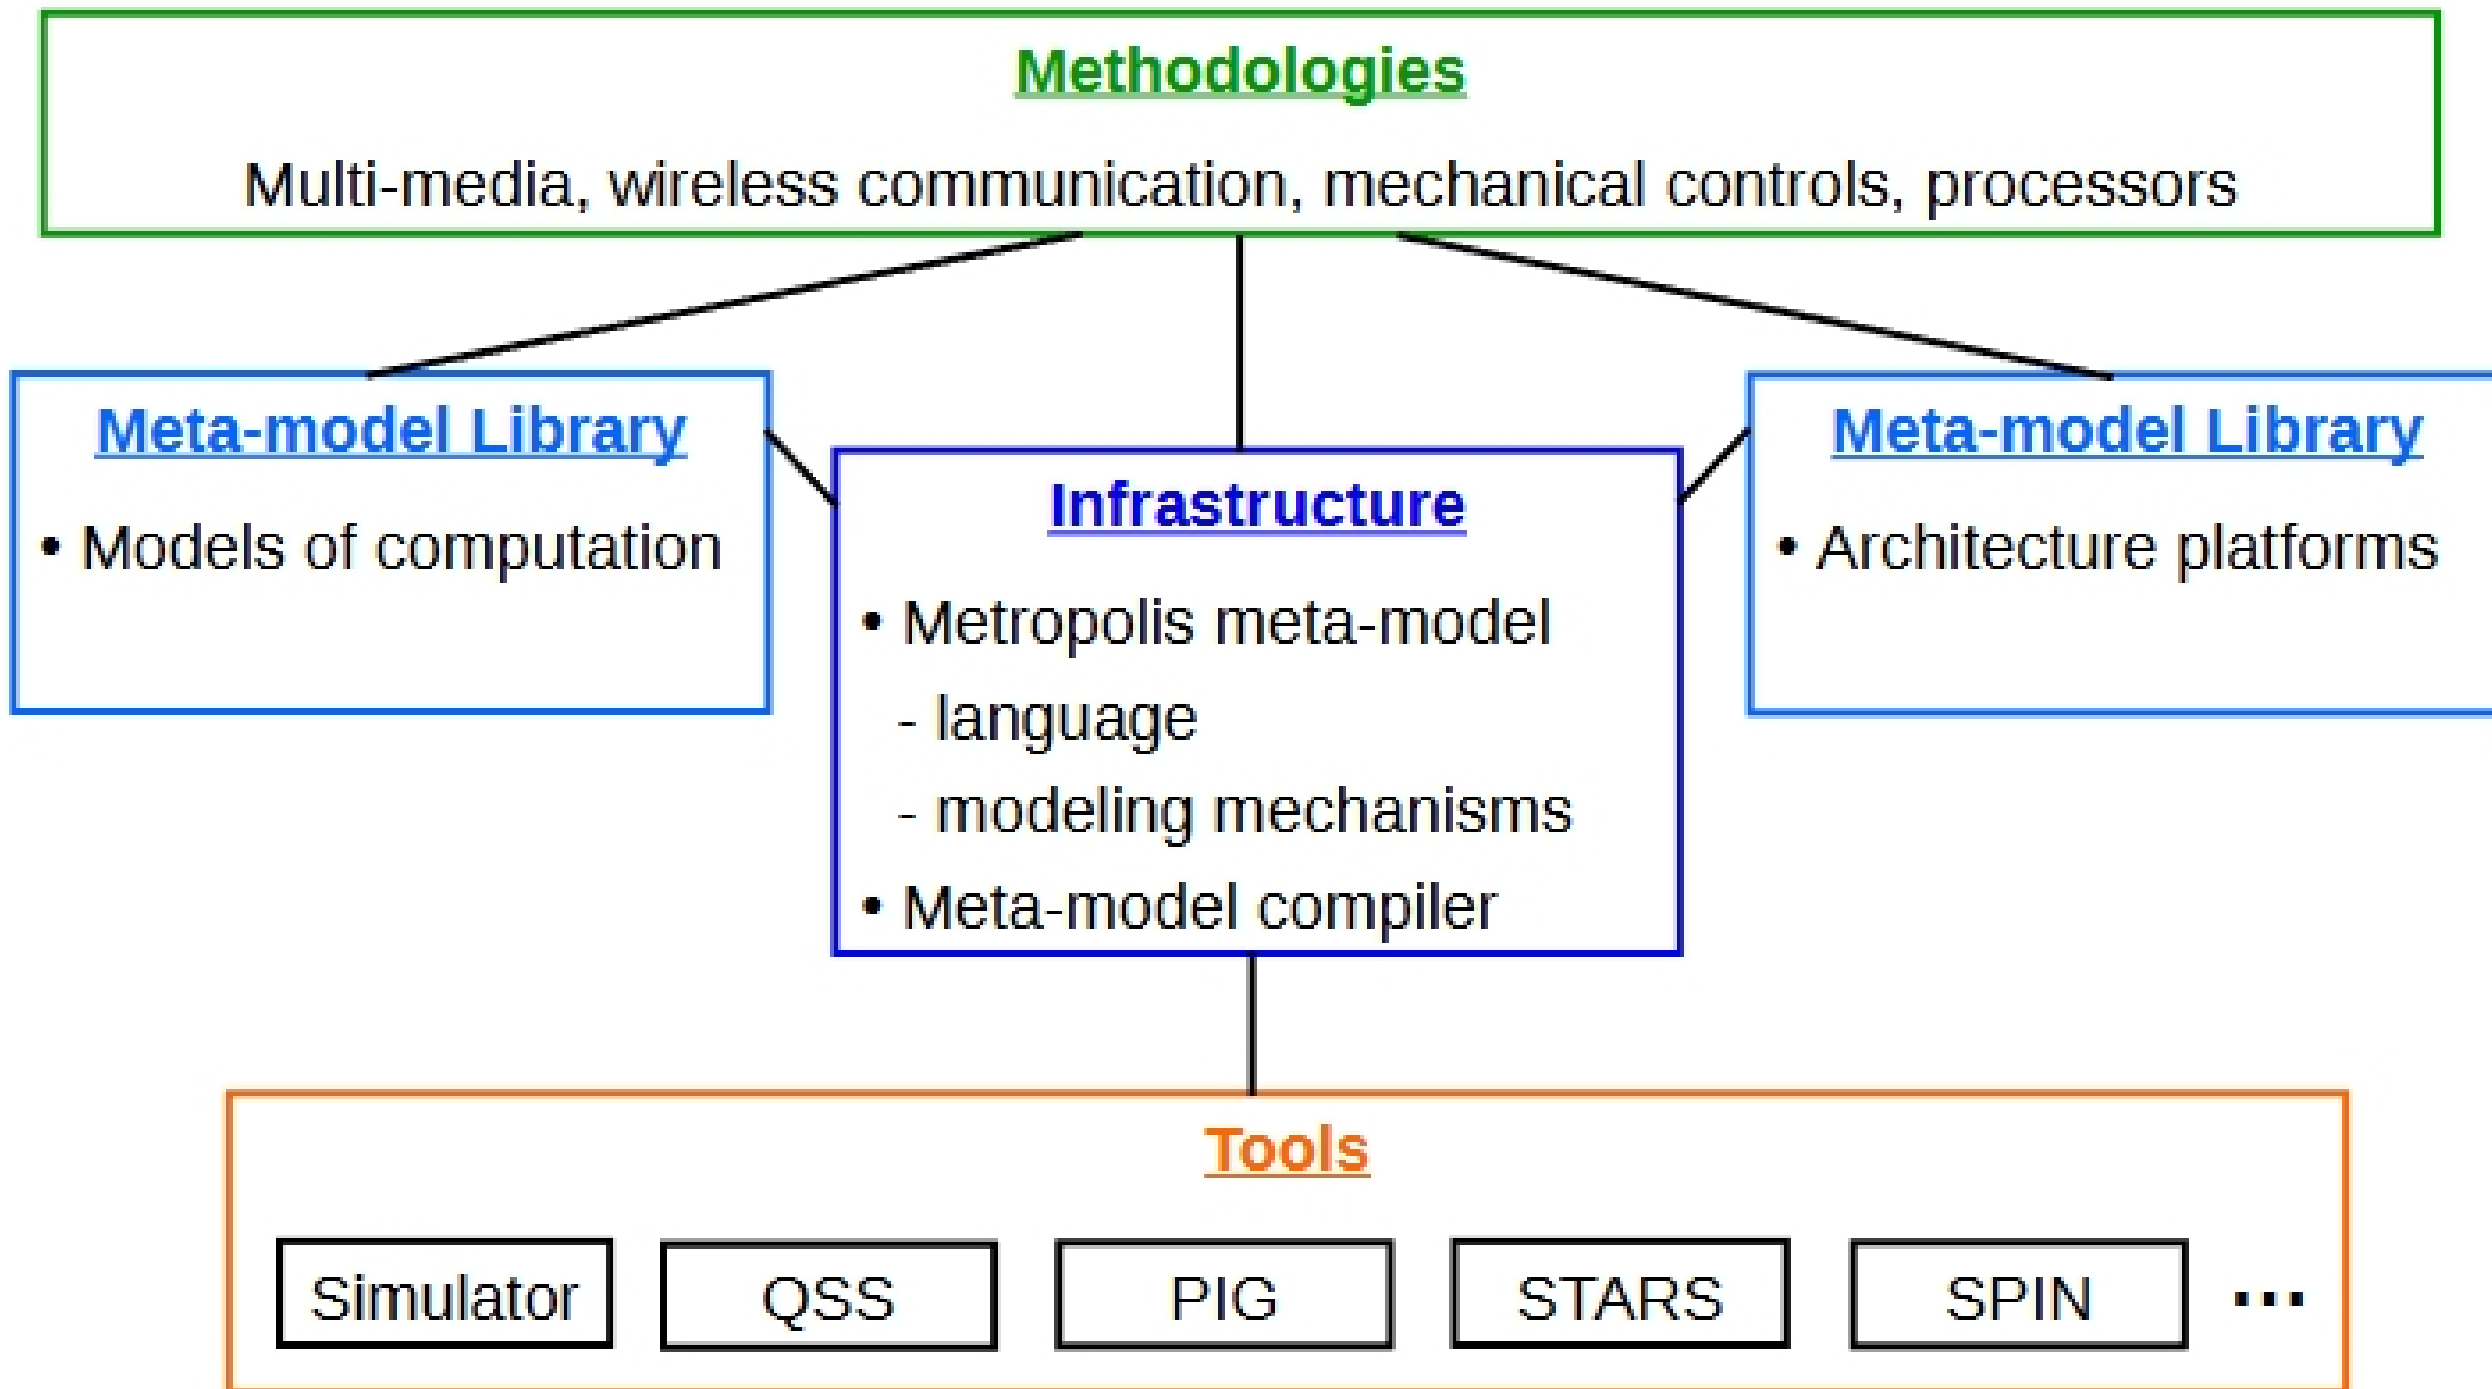 Methodologies
Multi-media, wireless communication, mechanical controls, processors
Meta-model Library
• Models of computation
Infrastructure
• Metropolis meta-model
- language
- modeling mechanisms
• Meta-model compiler
Meta-model Library
• Architecture platforms
Tools
Simulator
QSS
PIG
STARS
SPIN
...